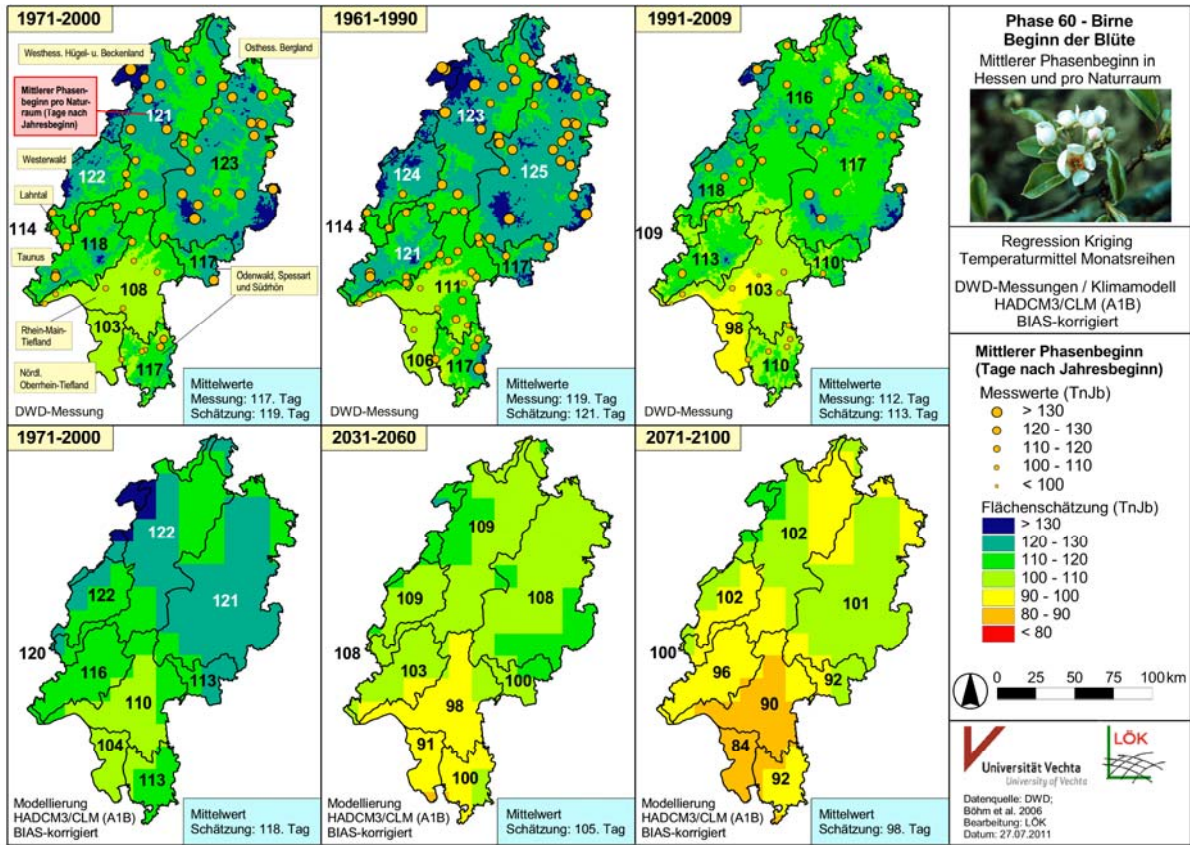 1971-2000
Westhess. Hügel- u. Beckenland
Osthess. Bergland
Mittlerer Phasen-
beginn pro Natur-
raum (Tage nach
Jahresbeginn)
121
123
Westerwald
122
Lahntal
114
118
Taunus
117
108
Odenwald, Spessart
und Südrhön
Rhein-Main-
Tiefland
103
Nördl.
Oberrhein-Tiefland
117
DWD-Messung
Mittelwerte
Messung: 117. Tag
Schätzung: 119. Tag
1961-1990
123
124
125
121
117
111
106
117
DWD-Messung
Mittelwerte
Messung: 119. Tag
Schätzung: 121. Tag
1991-2009
116
117
118
109
113
110
103
98
110
DWD-Messung
Mittelwerte
Messung: 112. Tag
Schätzung: 113. Tag
1971-2000
122
122
121
120
116
113
110
104
113
Modellierung
HADCM3/CLM (A1B)
BIAS-korrigiert
Mittelwert
Schätzung: 118. Tag
2031-2060
109
109
108
108
103
100
98
91
100
Modellierung
HADCM3/CLM (A1B)
BIAS-korrigiert
Mittelwert
Schätzung: 105. Tag
2071-2100
102
102
101
100
96
92
90
84
92
Modellierung
HADCM3/CLM (A1B)
BIAS-korrigiert
Mittelwert
Schätzung: 98. Tag
Phase 60 - Birne
Beginn der Blüte
Mittlerer Phasenbeginn in
Hessen und pro Naturraum
Regression Kriging
Temperaturmittel Monatsreihen
DWD-Messungen / Klimamodell
HADCM3/CLM (A1B)
BIAS-korrigiert
Mittlerer Phasenbeginn
(Tage nach Jahresbeginn)
Messwerte (TnJb)
> 130
120 - 130
110 - 120
100 - 110
< 100
Flächenschätzung (TnJb)
> 130
120 - 130
110 - 120
100 - 110
90 - 100
80 - 90
< 80
0 25 50 75 100 km
Universität Vechta
University of Vechta
LÖK
Datenquelle: DWD;
Böhm et al. 2006
Bearbeitung: LÖK
Datum: 27.07.2011